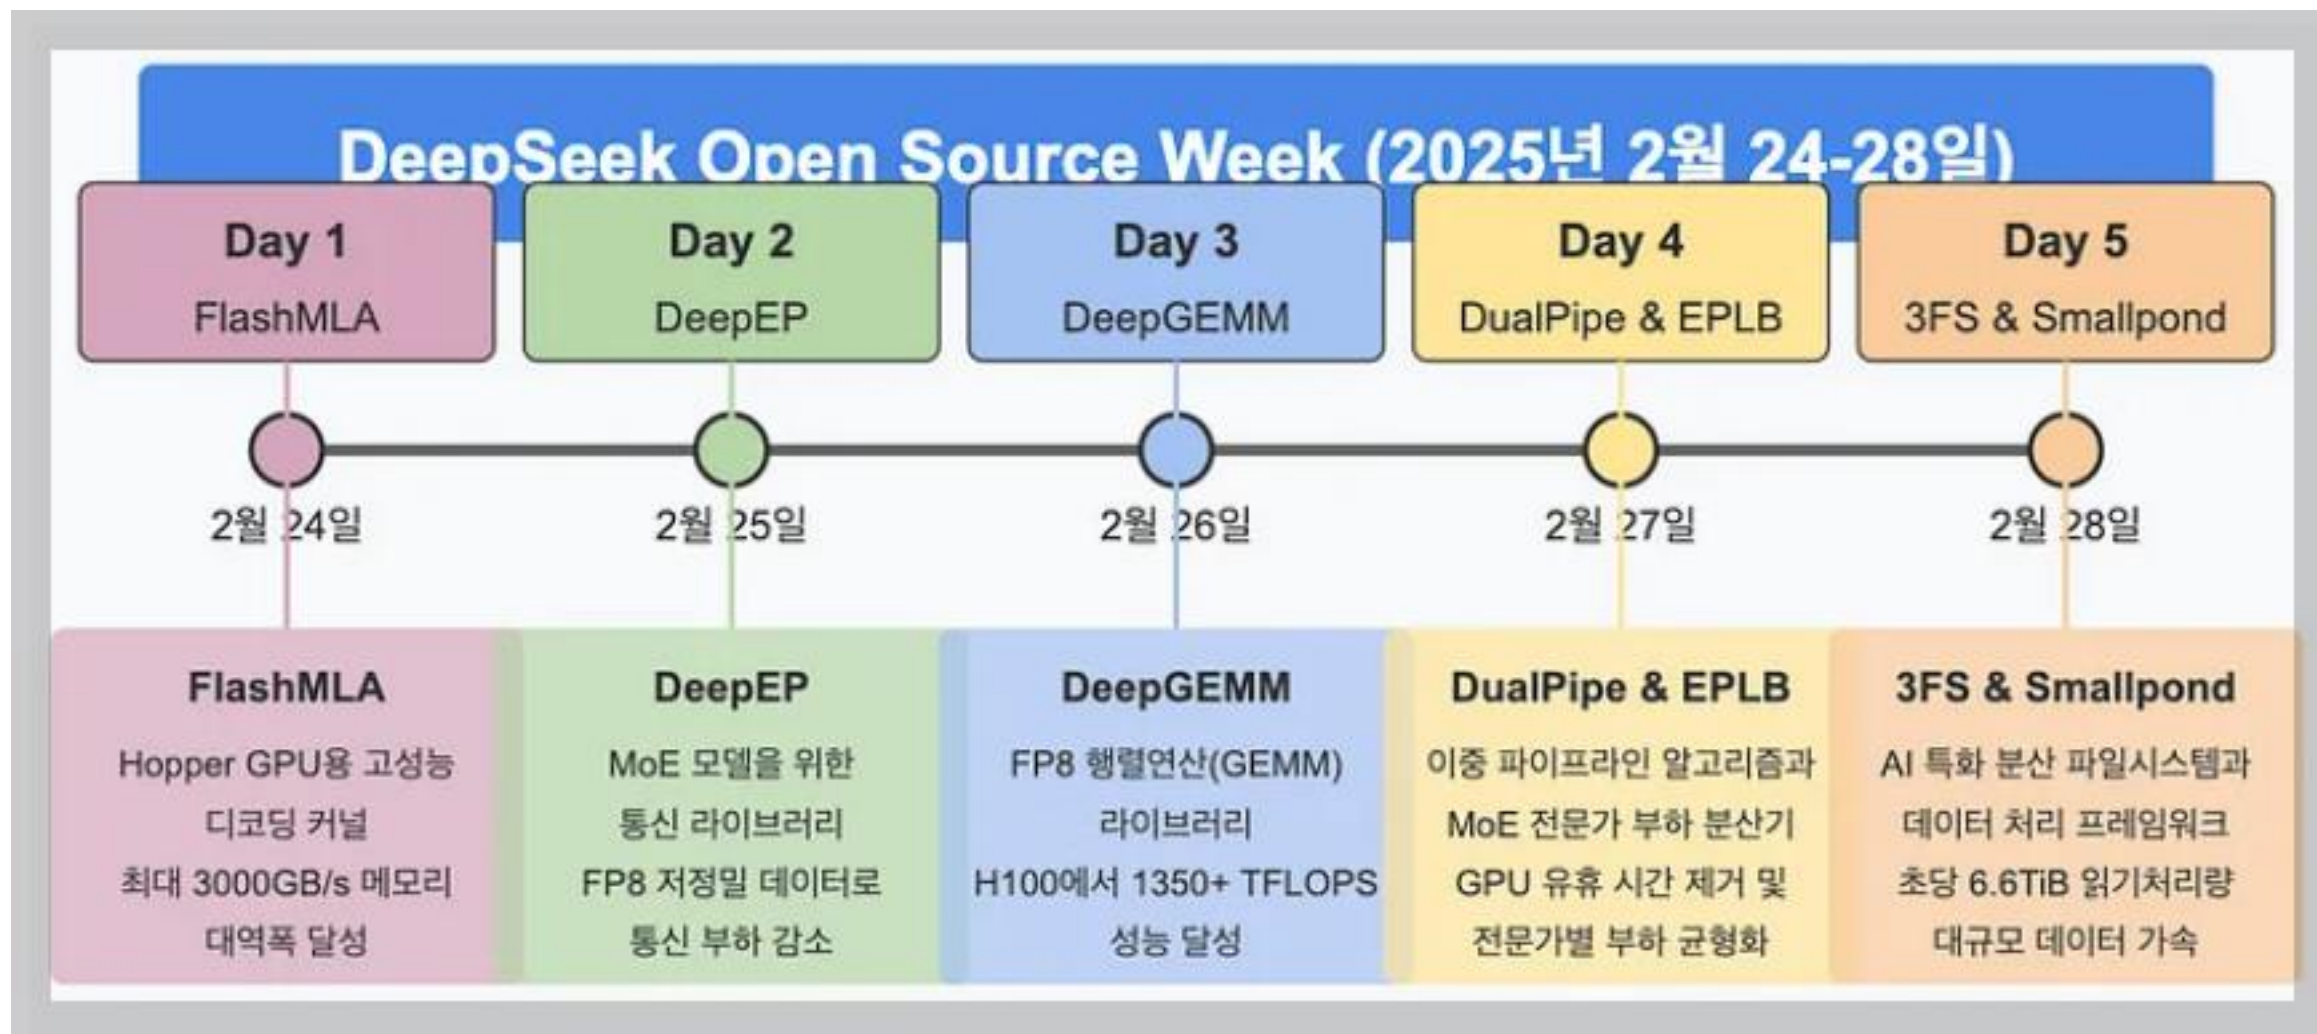 DeepSeek Open Source Week (2025년 2월 24-28일)
Day 1
FlashMLA
Day 2
DeepEP
Day 3
DeepGEMM
Day 4
DualPipe & EPLB
Day 5
3FS & Smallpond
2월 24일
2월 25일
2월 26일
2월 27일
2월 28일
FlashMLA
Hopper GPU용 고성능
디코딩 커널
최대 3000GB/s 메모리
대역폭 달성
DeepEP
MoE 모델을 위한
통신 라이브러리
FP8 저정밀 데이터로
통신 부하 감소
DeepGEMM
FP8 행렬연산(GEMM)
라이브러리
H100에서 1350+ TFLOPS
성능 달성
DualPipe & EPLB
이중 파이프라인 알고리즘과
MoE 전문가 부하 분산기
GPU 유휴 시간 제거 및
전문가별 부하 균형화
3FS & Smallpond
AI 특화 분산 파일시스템과
데이터 처리 프레임워크
초당 6.6TiB 읽기처리량
대규모 데이터 가속